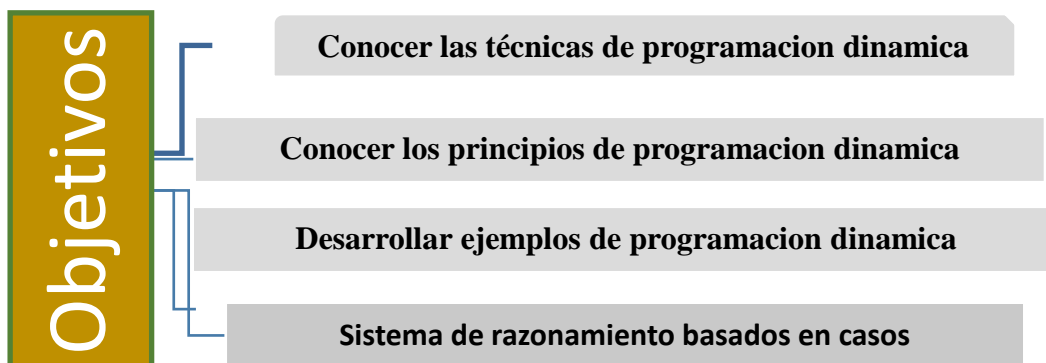 Objetivos
Conocer las técnicas de programacion dinamica
Conocer los principios de programacion dinamica
Desarrollar ejemplos de programacion dinamica
Sistema de razonamiento basados en casos